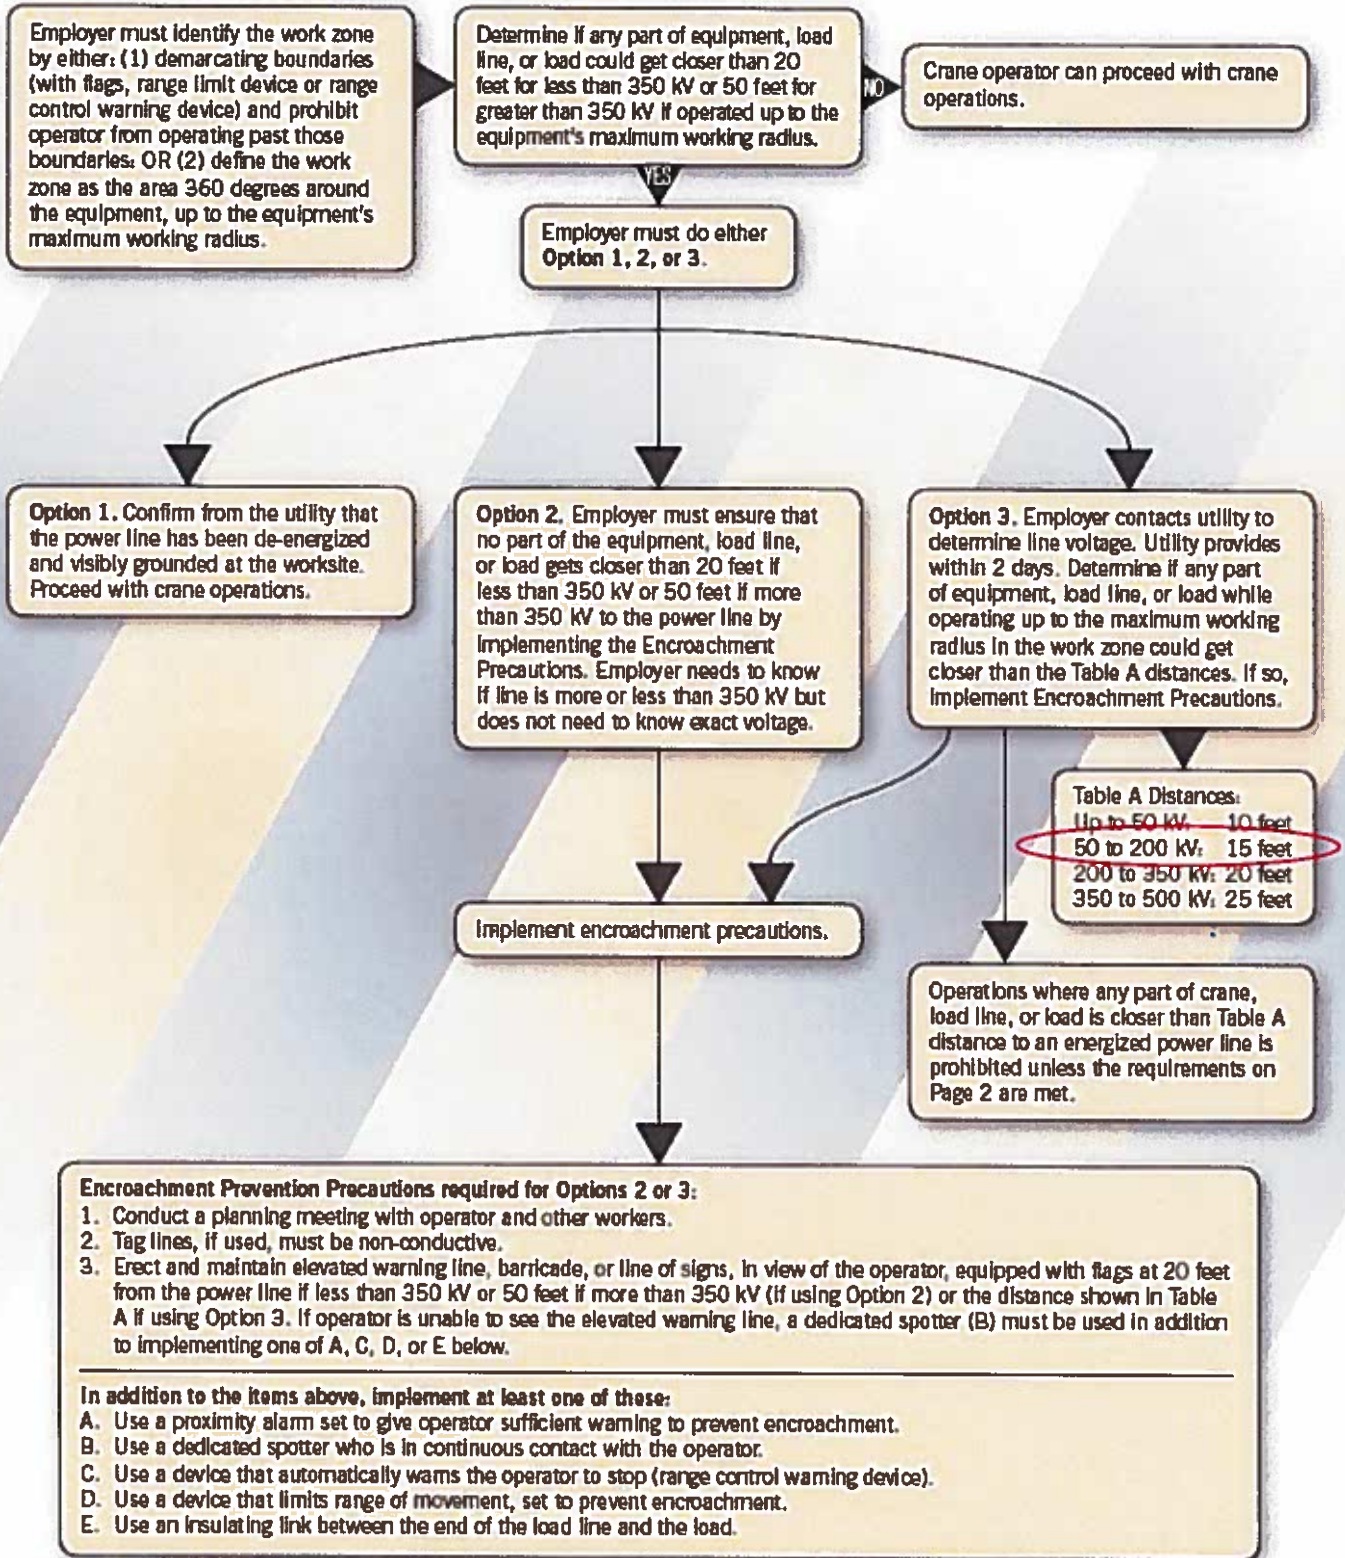 Employer must identify the work zone
by either: (1) demarcating boundaries
(with flags, range limit device or range
control warning device) and prohibit
operator from operating past those
boundaries: OR (2) define the work
zone as the area 360 degrees around
the equipment, up to the equipment's
maximum working radius.
Determine if any part of equipment, load
line, or load could get closer than 20
feet for less than 350 kV or 50 feet for
greater than 350 kV if operated up to the
equipment's maximum working radius.
NO
Crane operator can proceed with crane
operations.
YES
Employer must do either
Option 1, 2, or 3.
Option 1. Confirm from the utility that
the power line has been de-energized
and visibly grounded at the worksite.
Proceed with crane operations.
Option 2. Employer must ensure that
no part of the equipment, load line,
or load gets closer than 20 feet if
less than 350 kV or 50 feet if more
than 350 kV to the power line by
Implementing the Encroachment
Precautions. Employer needs to know
if line is more or less than 350 kV but
does not need to know exact voltage.
Option 3. Employer contacts utility to
determine line voltage. Utility provides
within 2 days. Determine if any part
of equipment, load line, or load while
operating up to the maximum working
radius in the work zone could get
closer than the Table A distances. If so,
Implement Encroachment Precautions.
Table A Distances:
Up to 50 kV: 10 feet
50 to 200 kV: 15 feet
200 to 350 kV: 20 feet
350 to 500 kV: 25 feet
Implement encroachment precautions.
Operations where any part of crane,
load line, or load is closer than Table A
distance to an energized power line is
prohibited unless the requirements on
Page 2 are met.
Encroachment Prevention Precautions required for Options 2 or 3:
1. Conduct a planning meeting with operator and other workers.
2. Tag lines, if used, must be non-conductive.
3. Erect and maintain elevated warning line, barricade, or line of signs, in view of the operator, equipped with flags at 20 feet
from the power line if less than 350 kV or 50 feet if more than 350 kV (if using Option 2) or the distance shown in Table
A if using Option 3. If operator is unable to see the elevated warning line, a dedicated spotter (B) must be used in addition
to implementing one of A, C, D, or E below.
In addition to the items above, implement at least one of these:
A. Use a proximity alarm set to give operator sufficient warning to prevent encroachment.
B. Use a dedicated spotter who is in continuous contact with the operator.
C. Use a device that automatically warns the operator to stop (range control warning device).
D. Use a device that limits range of movement, set to prevent encroachment.
E. Use an insulating link between the end of the load line and the load.